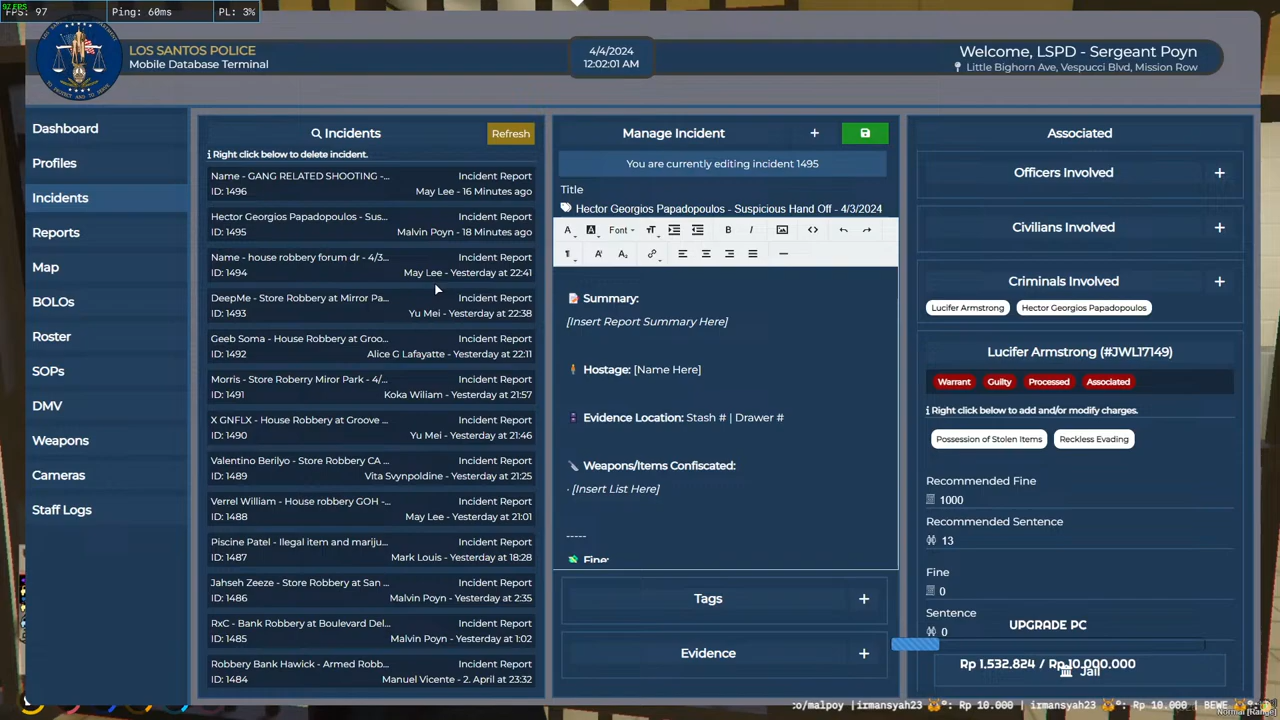 97 FPS
FPS: 97
Ping: 60ms
PL: 3%
LOS SANTOS POLICE
Mobile Database Terminal
4/4/2024
12:02:01 AM
Welcome, LSPD - Sergeant Poyn
Little Bighorn Ave, Vespucci Blvd, Mission Row
Dashboard
Profiles
Incidents
Reports
Map
BOLOs
Roster
SOPs
DMV
Weapons
Cameras
Staff Logs
Incidents
Refresh
Right click below to delete incident.
Name - GANG RELATED SHOOTING -... Incident Report
ID: 1496 May Lee - 16 Minutes ago
Hector Georgios Papadopoulos - Sus... Incident Report
ID: 1495 Malvin Poyn - 18 Minutes ago
Name - house robbery forum dr - 4/3... Incident Report
ID: 1494 May Lee - Yesterday at 22:41
DeepMe - Store Robbery at Mirror Pa... Incident Report
ID: 1493 Yu Mei - Yesterday at 22:38
Geeb Soma - House Robbery at Groo... Incident Report
ID: 1492 Alice G Lafayatte - Yesterday at 22:11
Morris - Store Roberry Miror Park - 4/... Incident Report
ID: 1491 Koka Wiliam - Yesterday at 21:57
X GNFLX - House Robbery at Groove ... Incident Report
ID: 1490 Yu Mei - Yesterday at 21:46
Valentino Berilyo - Store Robbery CA ... Incident Report
ID: 1489 Vita Svynpoldine - Yesterday at 21:25
Verrel William - House robbery GOH -... Incident Report
ID: 1488 May Lee - Yesterday at 21:01
Piscine Patel - Ilegal item and mariju... Incident Report
ID: 1487 Mark Louis - Yesterday at 18:28
Jahseh Zeeze - Store Robbery at San ... Incident Report
ID: 1486 Malvin Poyn - Yesterday at 2:35
RxC - Bank Robbery at Boulevard Del... Incident Report
ID: 1485 Malvin Poyn - Yesterday at 1:02
Robbery Bank Hawick - Armed Robb... Incident Report
ID: 1484 Manuel Vicente - 2. April at 23:32
Manage Incident
You are currently editing incident 1495
Title
Hector Georgios Papadopoulos - Suspicious Hand Off - 4/3/2024
Font
Summary:
[Insert Report Summary Here]
Hostage: [Name Here]
Evidence Location: Stash # | Drawer #
Weapons/Items Confiscated:
· [Insert List Here]
-----
Fine:
Tags
Evidence
Associated
Officers Involved
Civilians Involved
Criminals Involved
Lucifer Armstrong
Hector Georgios Papadopoulos
Lucifer Armstrong (#JWL17149)
Warrant Guilty Processed Associated
Right click below to add and/or modify charges.
Possession of Stolen Items
Reckless Evading
Recommended Fine
1000
Recommended Sentence
13
Fine
0
Sentence
0
UPGRADE PC
Rp 1.532.824 / Rp 10.000.000
Jail
:o/malpoy | irmansyah23 : Rp 10.000 | irmansyah23 : Rp 10.000 | BEWE
Normal [Range]